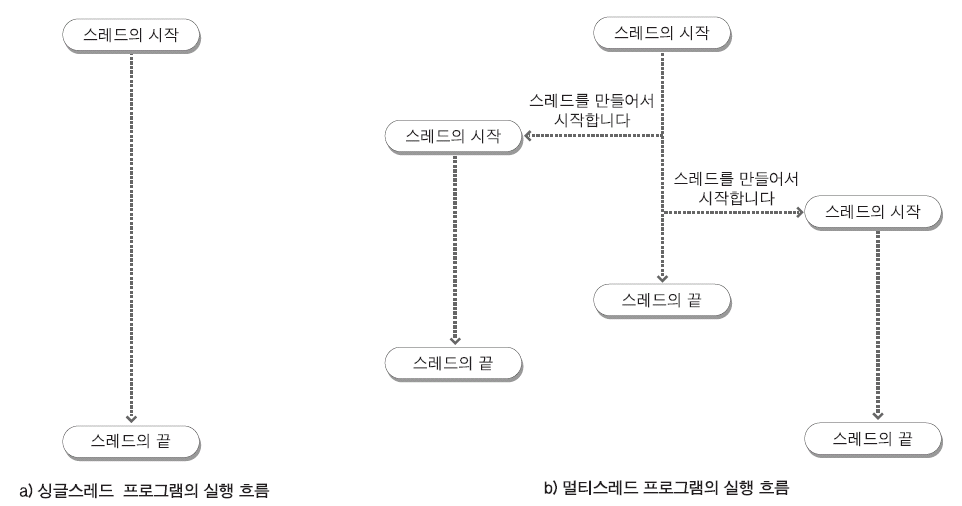 스레드의 시작
스레드의 끝
a) 싱글스레드 프로그램의 실행 흐름
스레드의 시작
스레드를 만들어서
시작합니다
스레드의 시작
스레드를 만들어서
시작합니다
스레드의 시작
스레드의 끝
스레드의 끝
스레드의 끝
b) 멀티스레드 프로그램의 실행 흐름